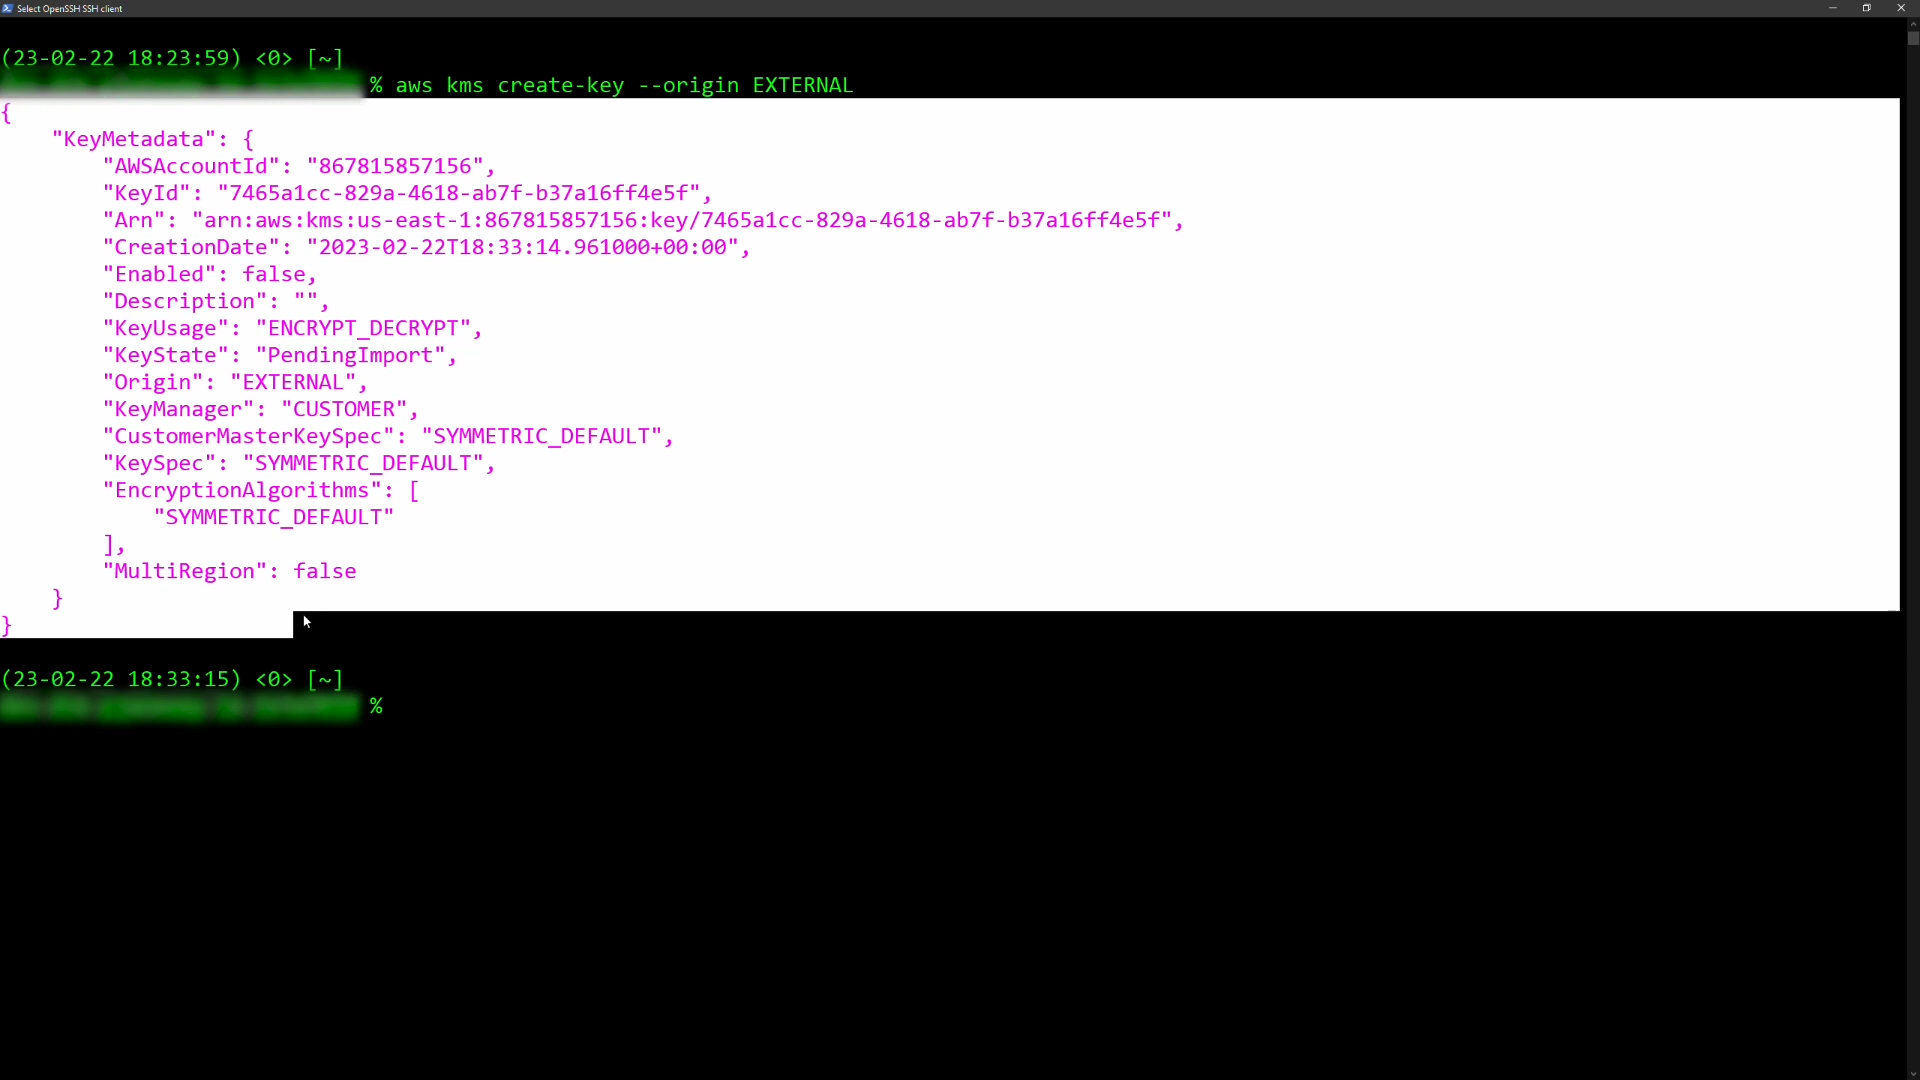 Select OpenSSH SSH client
(23-02-22 18:23:59) <0> [~]
% aws kms create-key --origin EXTERNAL
{
    "KeyMetadata": {
        "AWSAccountId": "867815857156",
        "KeyId": "7465a1cc-829a-4618-ab7f-b37a16ff4e5f",
        "Arn": "arn:aws:kms:us-east-1:867815857156:key/7465a1cc-829a-4618-ab7f-b37a16ff4e5f",
        "CreationDate": "2023-02-22T18:33:14.961000+00:00",
        "Enabled": false,
        "Description": "",
        "KeyUsage": "ENCRYPT_DECRYPT",
        "KeyState": "PendingImport",
        "Origin": "EXTERNAL",
        "KeyManager": "CUSTOMER",
        "CustomerMasterKeySpec": "SYMMETRIC_DEFAULT",
        "KeySpec": "SYMMETRIC_DEFAULT",
        "EncryptionAlgorithms": [
            "SYMMETRIC_DEFAULT"
        ],
        "MultiRegion": false
    }
}
(23-02-22 18:33:15) <0> [~]
%